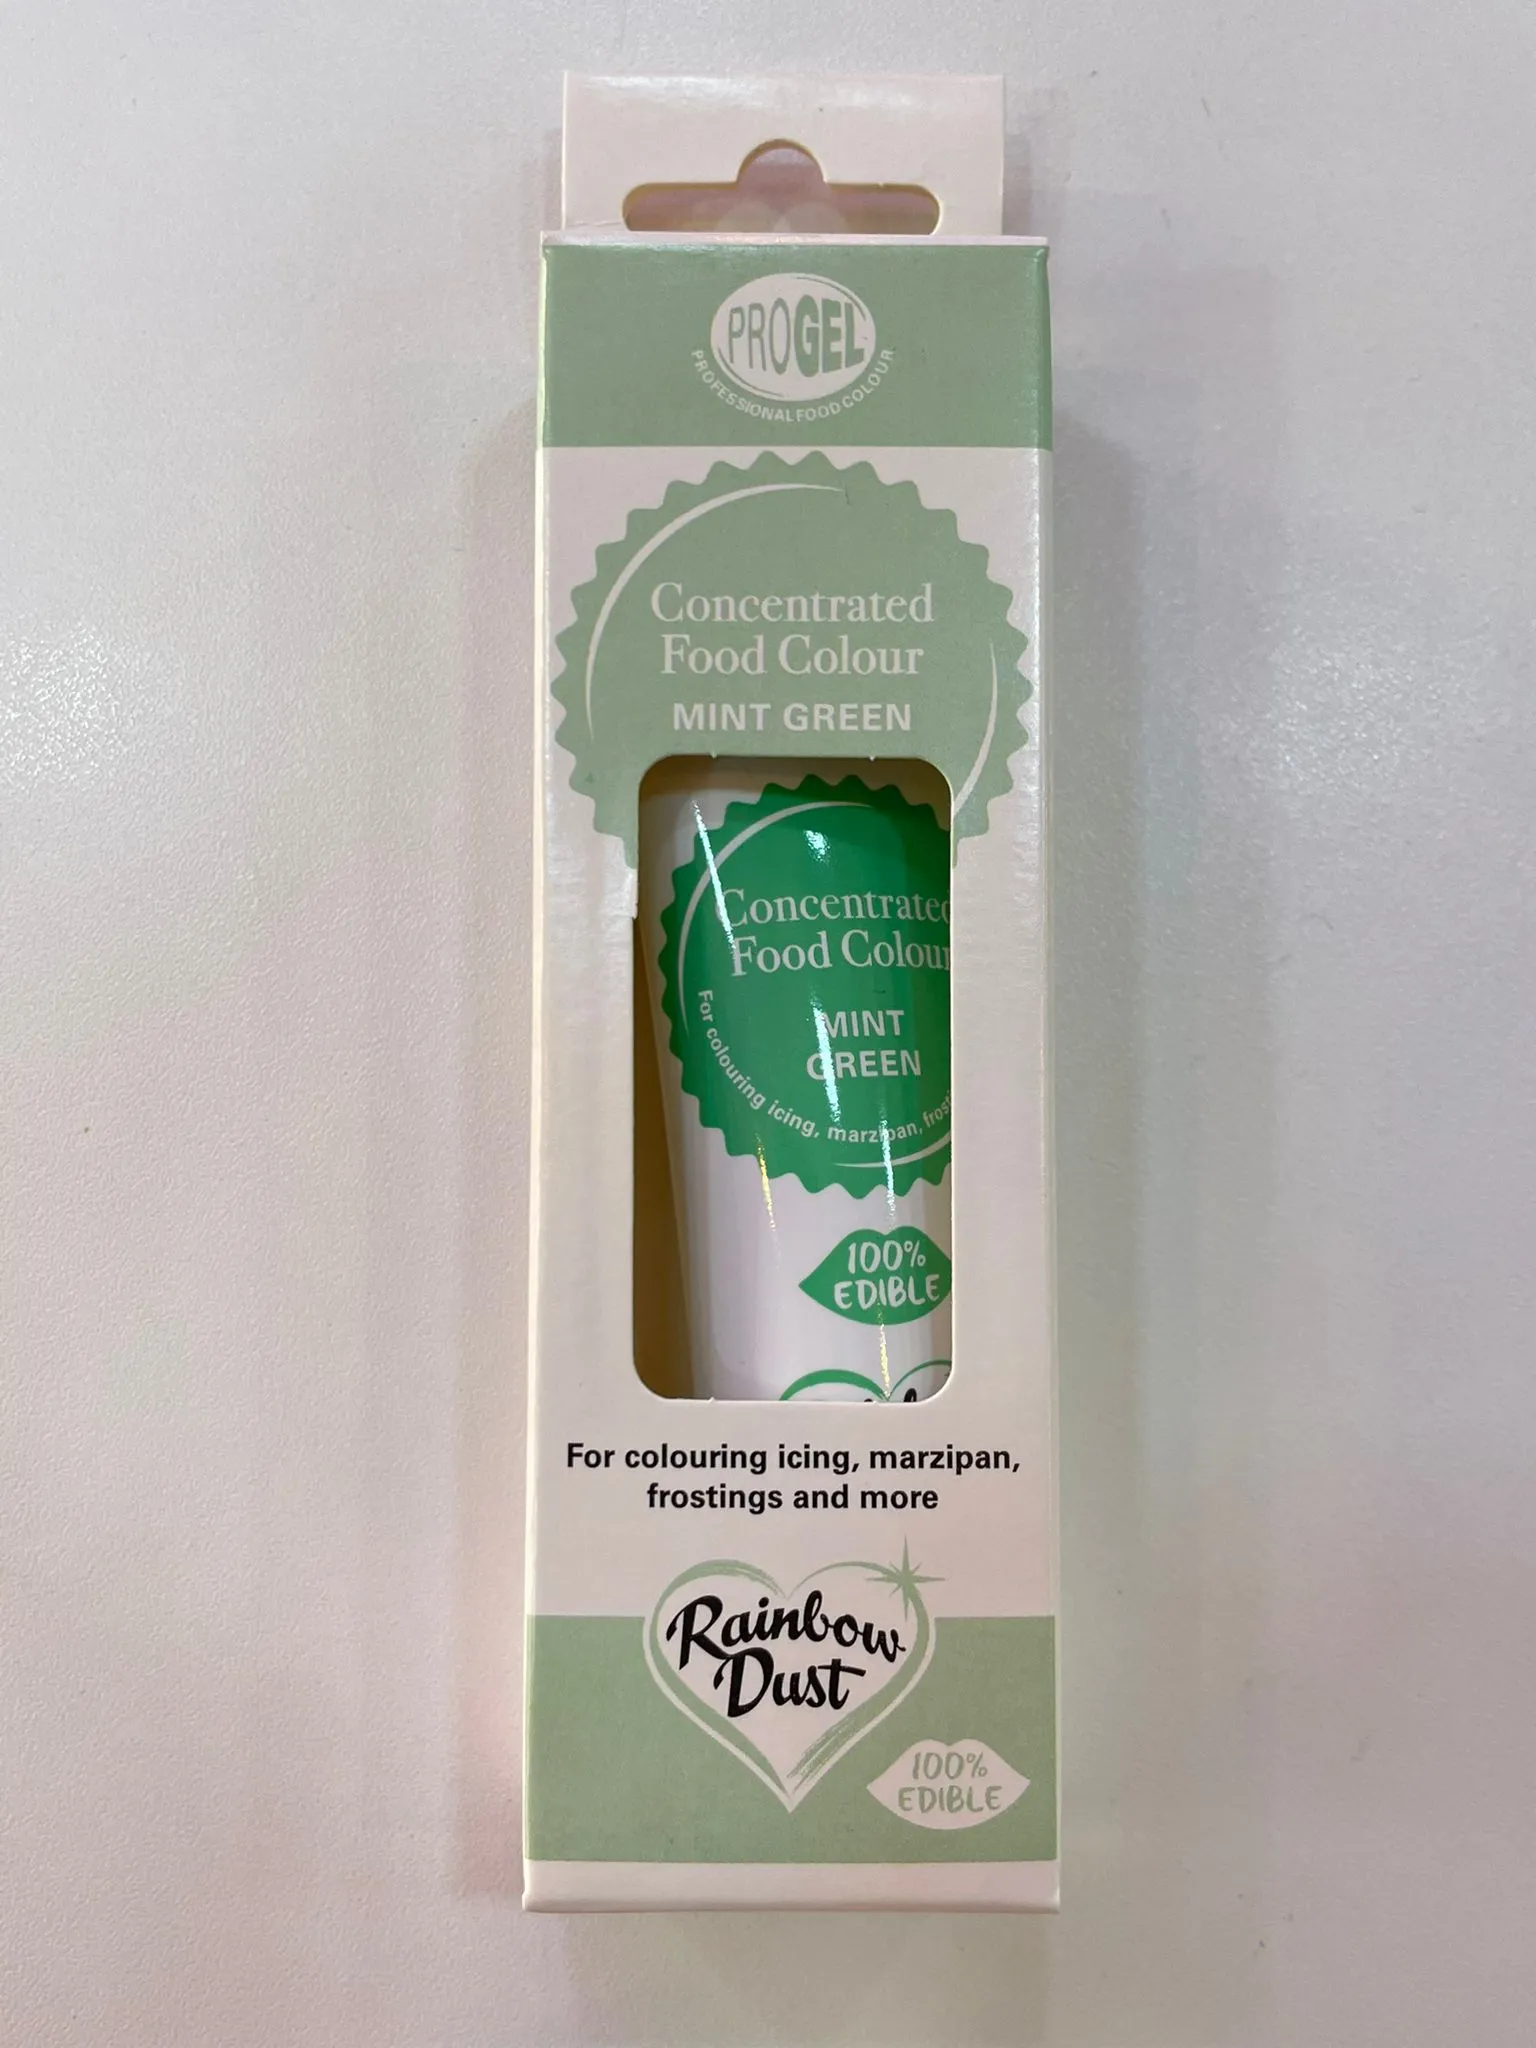 PROGEL
PROFESSIONAL FOOD COLOUR
Concentrated
Food Colour
MINT GREEN
Concentrated
Food Colour
MINT
GREEN
For colouring icing, marzipan, frosti
100%
EDIBLE
For colouring icing, marzipan,
frostings and more
Rainbow
Dust
100%
EDIBLE